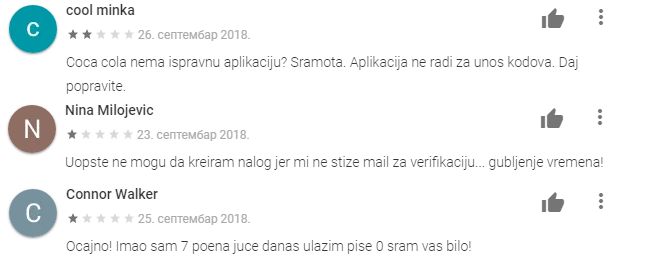 cool minka
26. септембар 2018.
Coca cola nema ispravnu aplikaciju? Sramota. Aplikacija ne radi za unos kodova. Daj
popravite.
Nina Milojevic
23. септембар 2018.
Uopste ne mogu da kreiram nalog jer mi ne stize mail za verifikaciju... gubljenje vremena!
Connor Walker
25. септембар 2018.
Ocajno! Imao sam 7 poena juce danas ulazim pise 0 sram vas bilo!